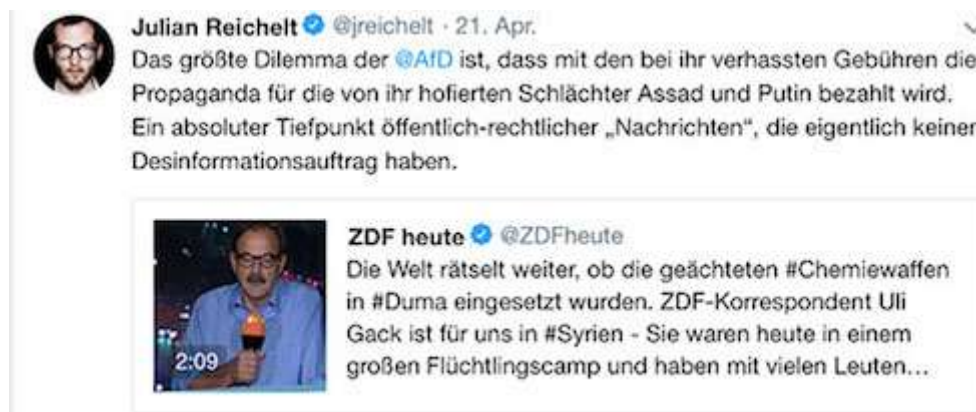 Julian Reichelt @jreichelt · 21. Apr.
Das größte Dilemma der @AfD ist, dass mit den bei ihr verhassten Gebühren die
Propaganda für die von ihr hofierten Schlächter Assad und Putin bezahlt wird.
Ein absoluter Tiefpunkt öffentlich-rechtlicher „Nachrichten“, die eigentlich keinen
Desinformationsauftrag haben.
ZDF heute @ZDFheute
Die Welt rätselt weiter, ob die geächteten #Chemiewaffen
in #Duma eingesetzt wurden. ZDF-Korrespondent Uli
Gack ist für uns in #Syrien - Sie waren heute in einem
großen Flüchtlingscamp und haben mit vielen Leuten…
2:09